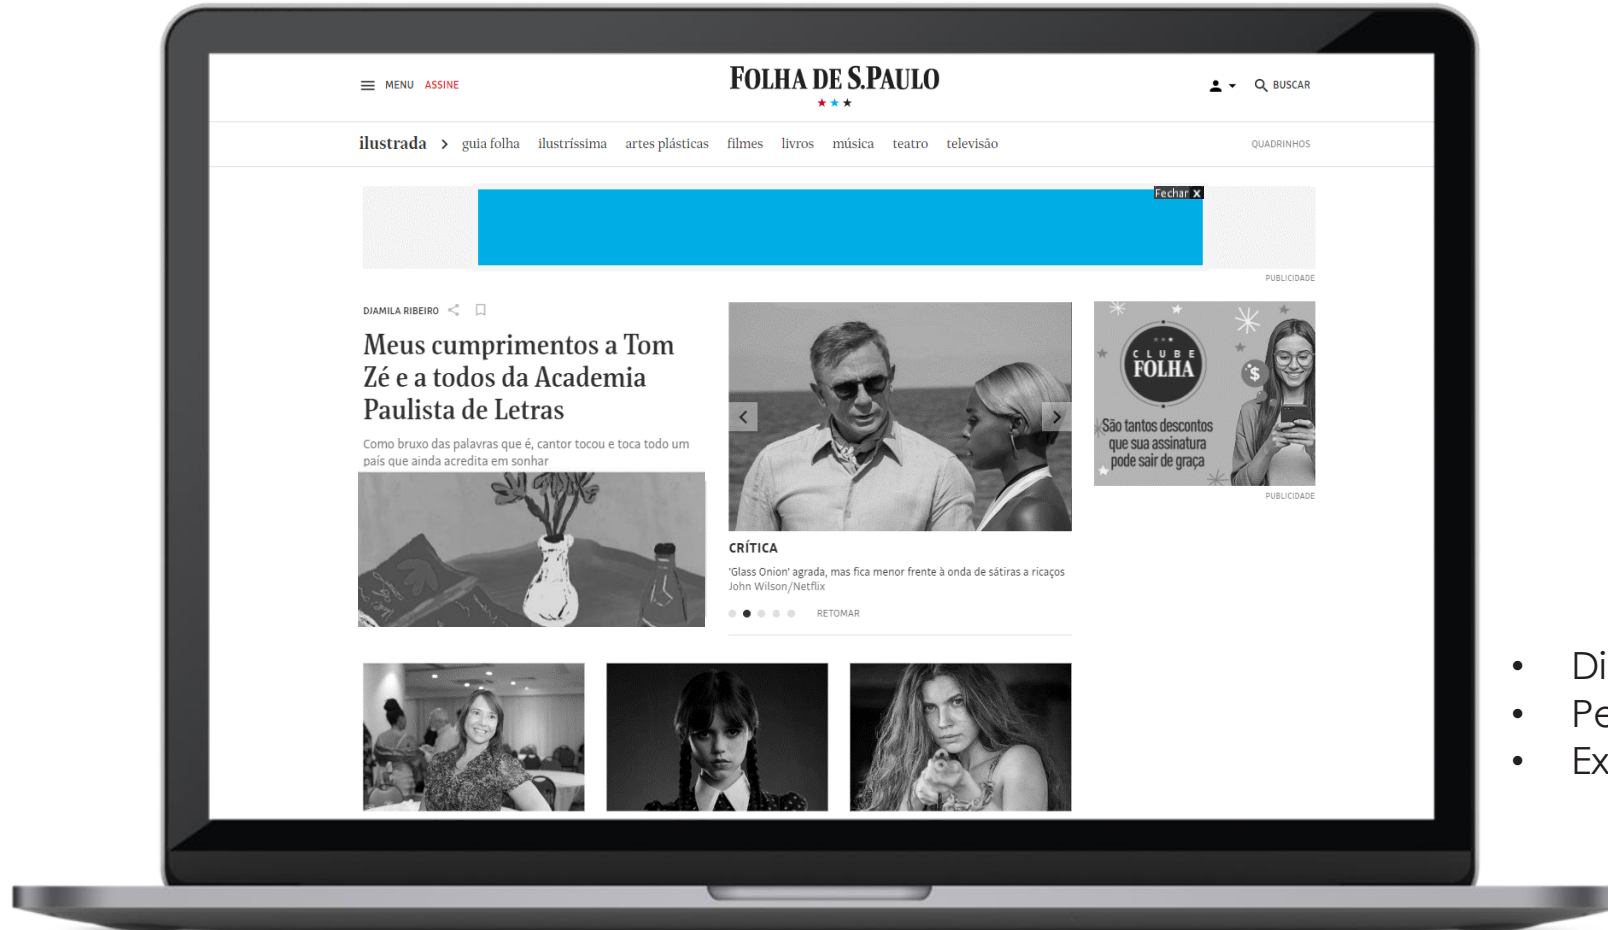 MENU ASSINE
FOLHA DE S.PAULO
BUSCAR
ilustrada > guia folha ilustríssima artes plásticas filmes livros música teatro televisão
QUADRINHOS
Fechar x
PUBLICIDADE
DJAMILA RIBEIRO
Meus cumprimentos a Tom
Zé e a todos da Academia
Paulista de Letras
Como bruxo das palavras que é, cantor tocou e toca todo um
país que ainda acredita em sonhar
CRÍTICA
'Glass Onion' agrada, mas fica menor frente à onda de sátiras a ricaços
John Wilson/Netflix
RETOMAR
CLUBE
FOLHA
$
São tantos descontos
que sua assinatura
pode sair de graça
PUBLICIDADE
• Di
• Pe
• Ex